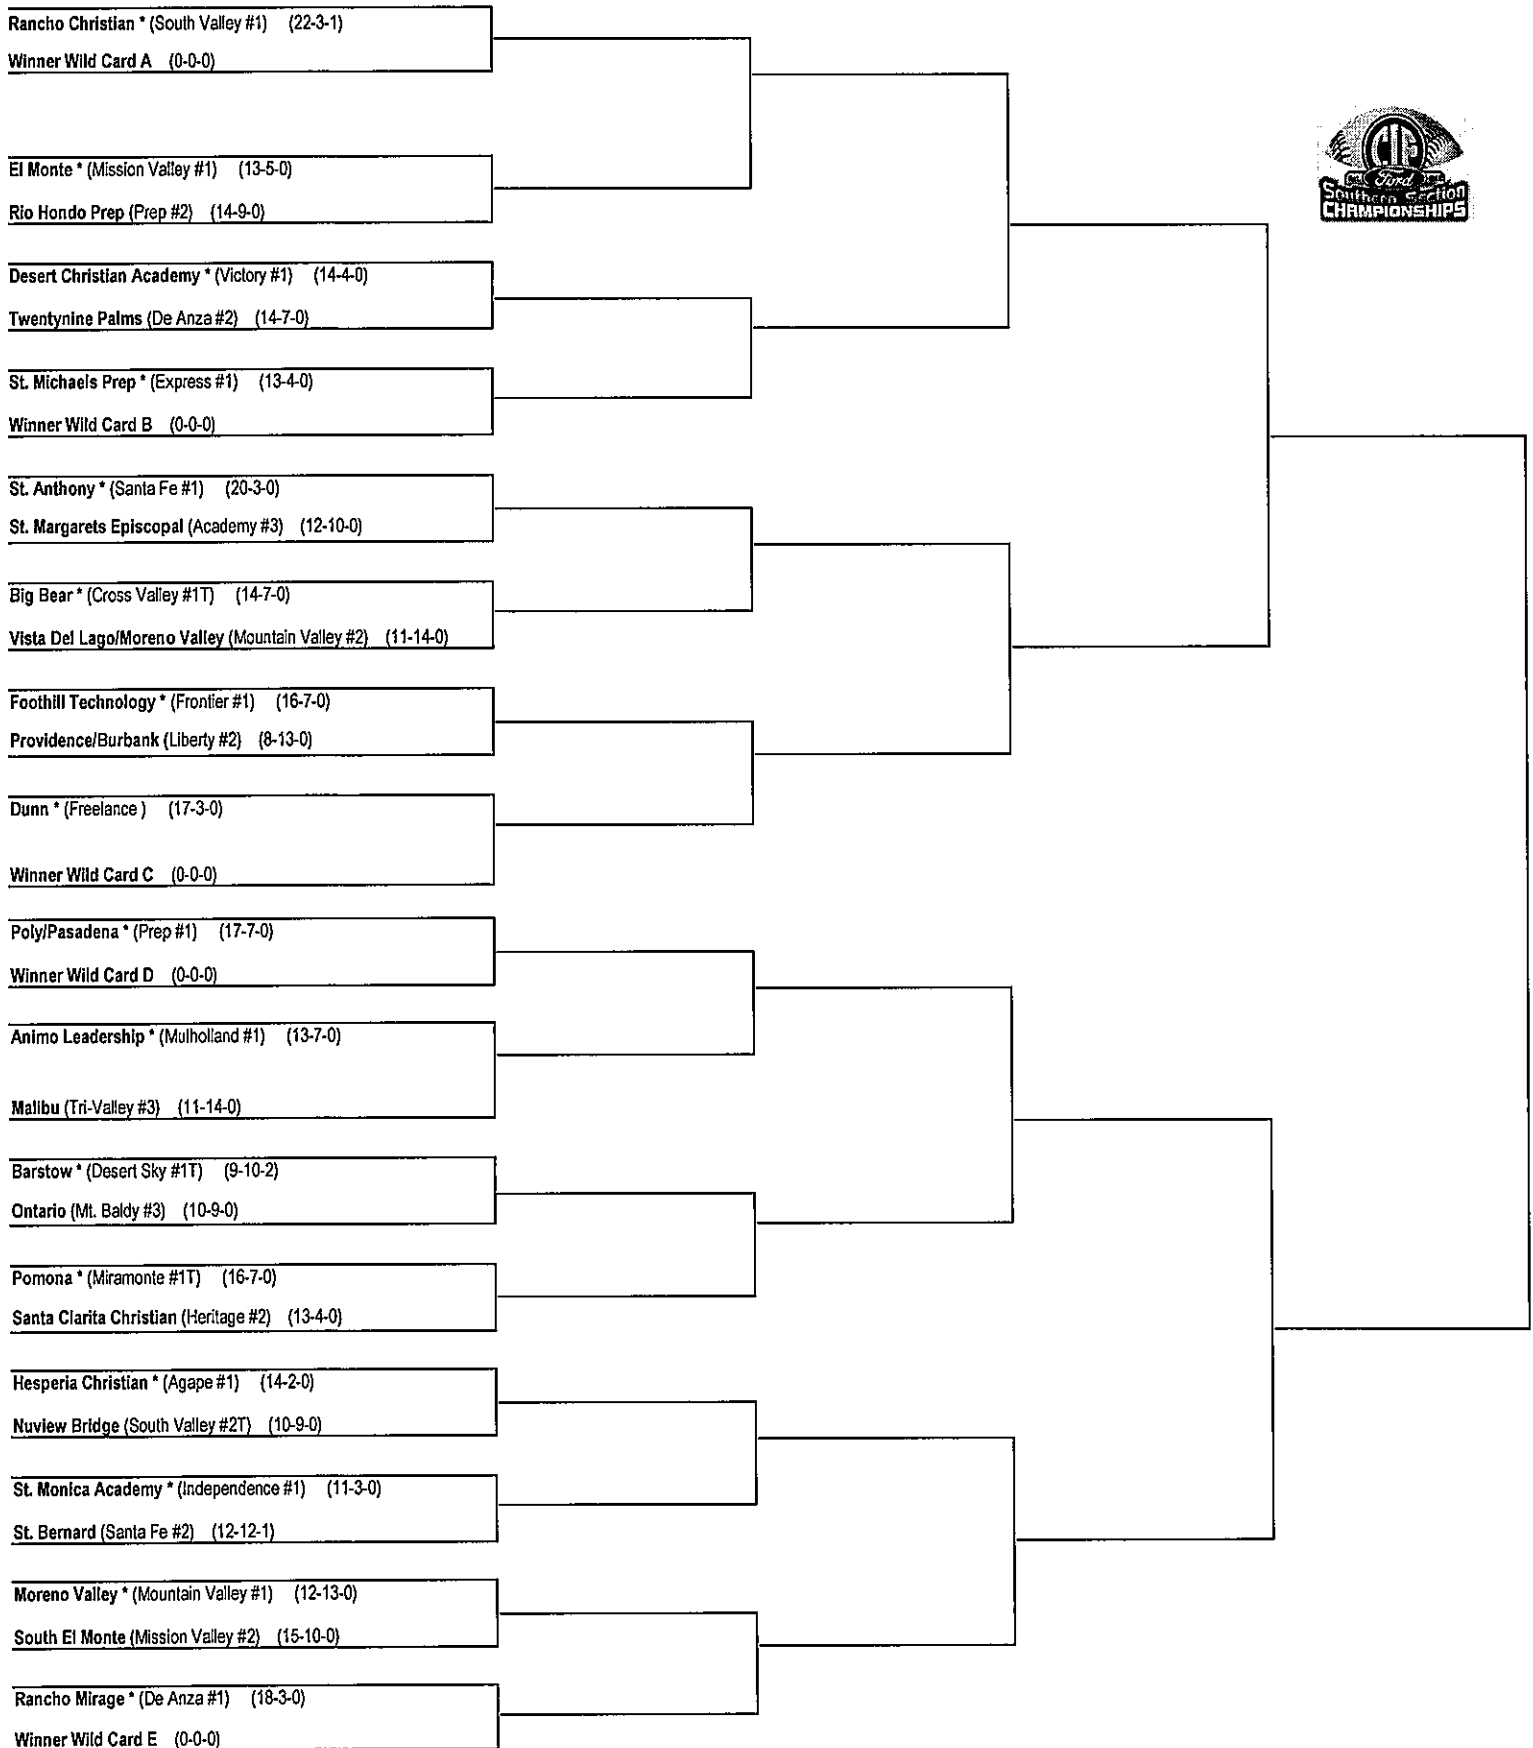 Rancho Christian * (South Valley #1) (22-3-1)
Winner Wild Card A (0-0-0)
El Monte * (Mission Valley #1) (13-5-0)
Rio Hondo Prep (Prep #2) (14-9-0)
Desert Christian Academy * (Victory #1) (14-4-0)
Twentynine Palms (De Anza #2) (14-7-0)
St. Michaels Prep * (Express #1) (13-4-0)
Winner Wild Card B (0-0-0)
St. Anthony * (Santa Fe #1) (20-3-0)
St. Margarets Episcopal (Academy #3) (12-10-0)
Big Bear * (Cross Valley #1T) (14-7-0)
Vista Del Lago/Moreno Valley (Mountain Valley #2) (11-14-0)
Foothill Technology * (Frontier #1) (16-7-0)
Providence/Burbank (Liberty #2) (8-13-0)
Dunn * (Freelance ) (17-3-0)
Winner Wild Card C (0-0-0)
Poly/Pasadena * (Prep #1) (17-7-0)
Winner Wild Card D (0-0-0)
Animo Leadership * (Mulholland #1) (13-7-0)
Malibu (Tri-Valley #3) (11-14-0)
Barstow * (Desert Sky #1T) (9-10-2)
Ontario (Mt. Baldy #3) (10-9-0)
Pomona * (Miramonte #1T) (16-7-0)
Santa Clarita Christian (Heritage #2) (13-4-0)
Hesperia Christian * (Agape #1) (14-2-0)
Nuview Bridge (South Valley #2T) (10-9-0)
St. Monica Academy * (Independence #1) (11-3-0)
St. Bernard (Santa Fe #2) (12-12-1)
Moreno Valley * (Mountain Valley #1) (12-13-0)
South El Monte (Mission Valley #2) (15-10-0)
Rancho Mirage * (De Anza #1) (18-3-0)
Winner Wild Card E (0-0-0)
CIF
Ford
Southern Section
CHAMPIONSHIPS